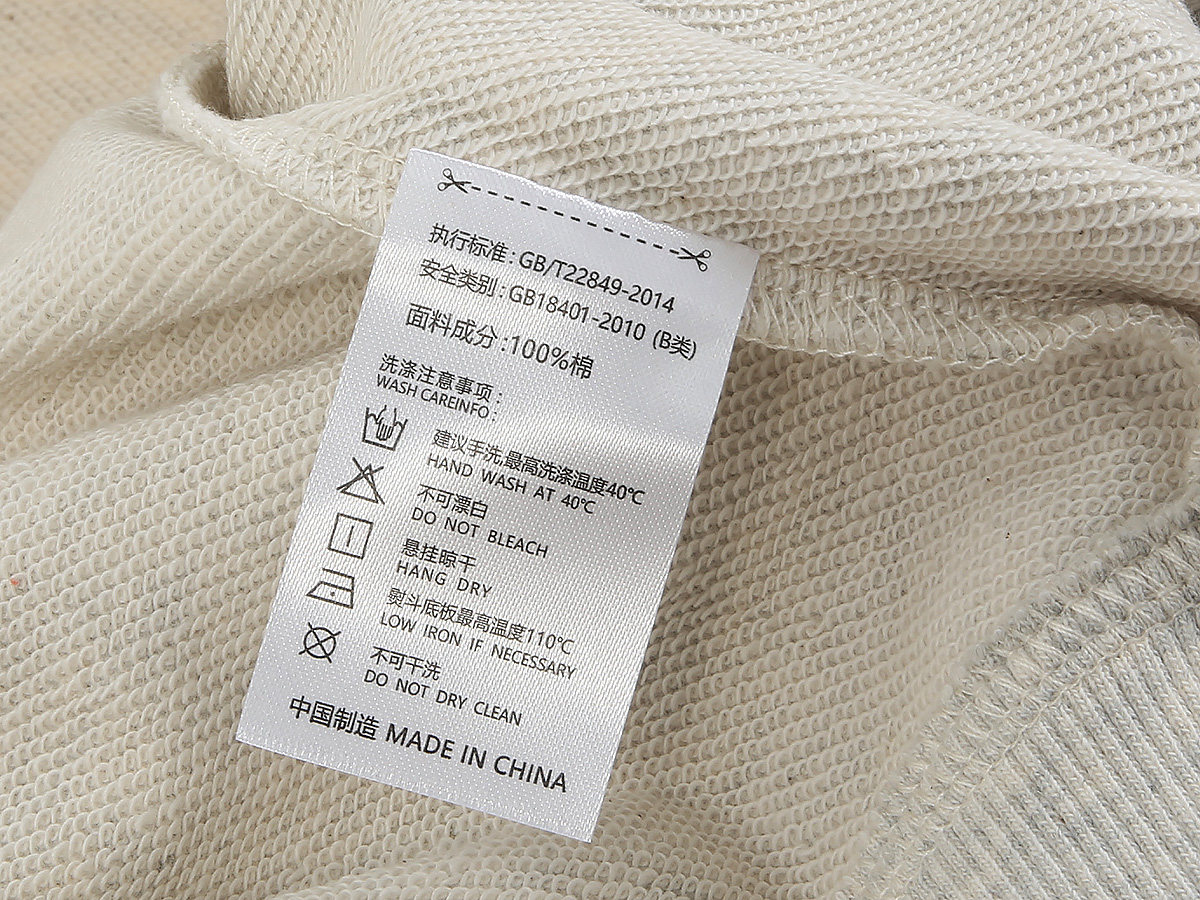 执行标准:GB/T22849-2014
安全类别:GB18401-2010 (B类)
面料成分:100%棉
洗涤注意事项:
WASH CAREINFO:
建议手洗,最高洗涤温度40℃
HAND WASH AT 40℃
不可漂白
DO NOT BLEACH
悬挂晾干
HANG DRY
熨斗底板最高温度110℃
LOW IRON IF NECESSARY
不可干洗
DO NOT DRY CLEAN
中国制造 MADE IN CHINA